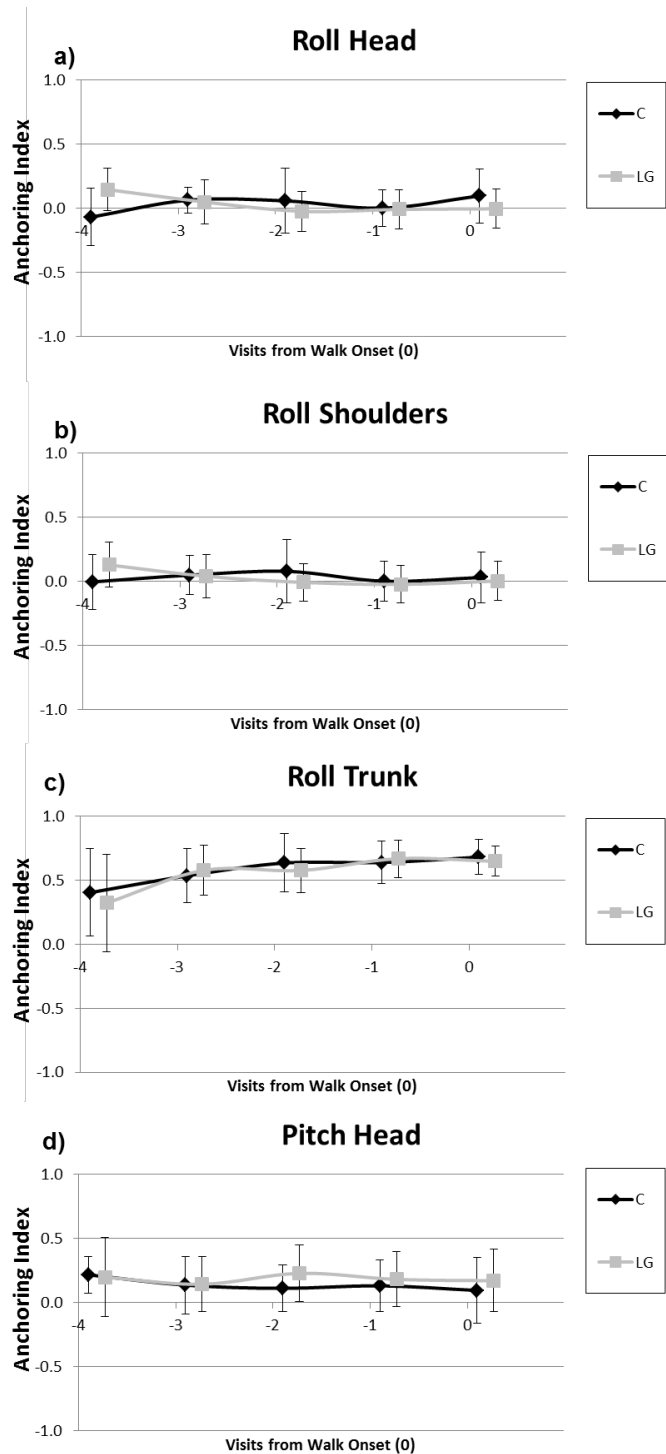 a)
Roll Head
Anchoring Index
1.0
0.5
0.0
-0.5
-1.0
-4
-3
-2
-1
0
Visits from Walk Onset (0)
C
LG
b)
Roll Shoulders
Anchoring Index
1.0
0.5
0.0
-0.5
-1.0
-4
-3
-2
-1
0
Visits from Walk Onset (0)
C
LG
c)
Roll Trunk
Anchoring Index
1.0
0.5
0.0
-0.5
-1.0
-4
-3
-2
-1
0
Visits from Walk Onset (0)
C
LG
d)
Pitch Head
Anchoring Index
1.0
0.5
0.0
-0.5
-1.0
-4
-3
-2
-1
0
Visits from Walk Onset (0)
C
LG